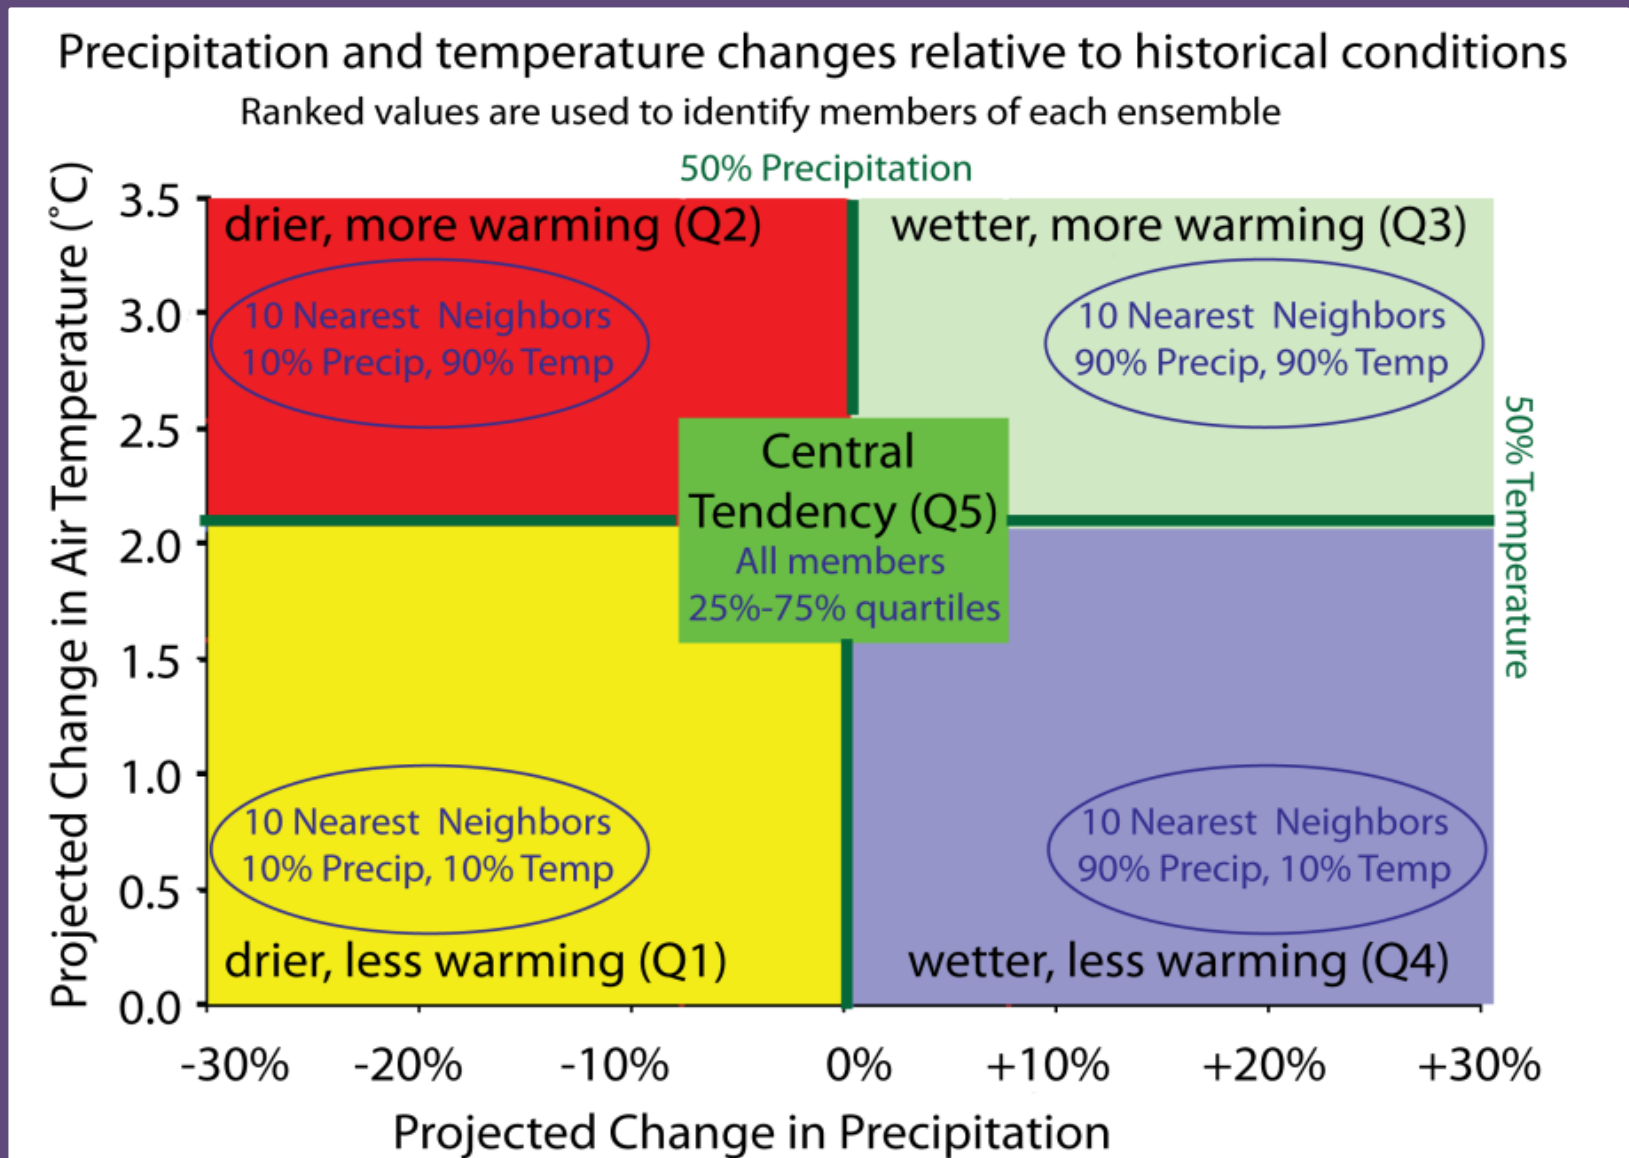 Precipitation and temperature changes relative to historical conditions
Ranked values are used to identify members of each ensemble
50% Precipitation
Projected Change in Air Temperature (˚C)
3.5
3.0
2.5
2.0
1.5
1.0
0.5
0.0
drier, more warming (Q2)
10 Nearest Neighbors
10% Precip, 90% Temp
wetter, more warming (Q3)
10 Nearest Neighbors
90% Precip, 90% Temp
Central
Tendency (Q5)
All members
25%-75% quartiles
50% Temperature
10 Nearest Neighbors
10% Precip, 10% Temp
drier, less warming (Q1)
10 Nearest Neighbors
90% Precip, 10% Temp
wetter, less warming (Q4)
-30% -20% -10% 0% +10% +20% +30%
Projected Change in Precipitation